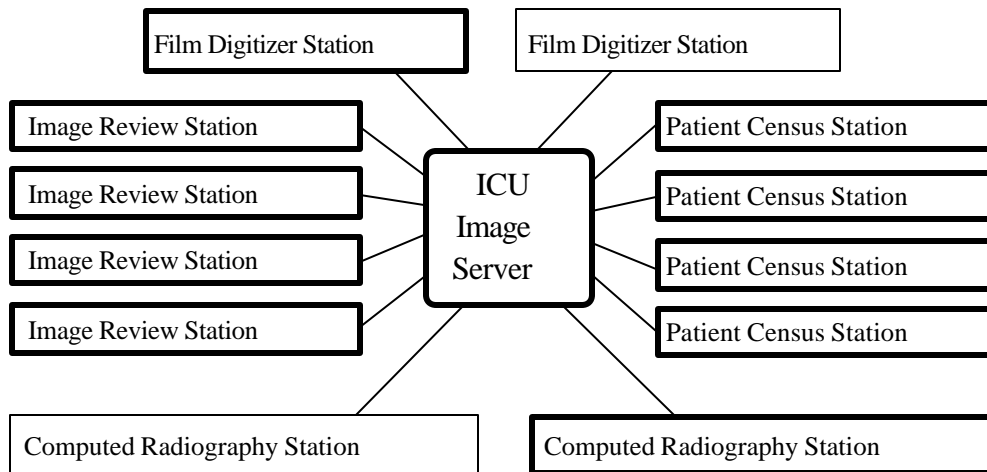 Film Digitizer Station
Film Digitizer Station
Image Review Station
Image Review Station
Image Review Station
Image Review Station
ICU
Image
Server
Patient Census Station
Patient Census Station
Patient Census Station
Patient Census Station
Computed Radiography Station
Computed Radiography Station